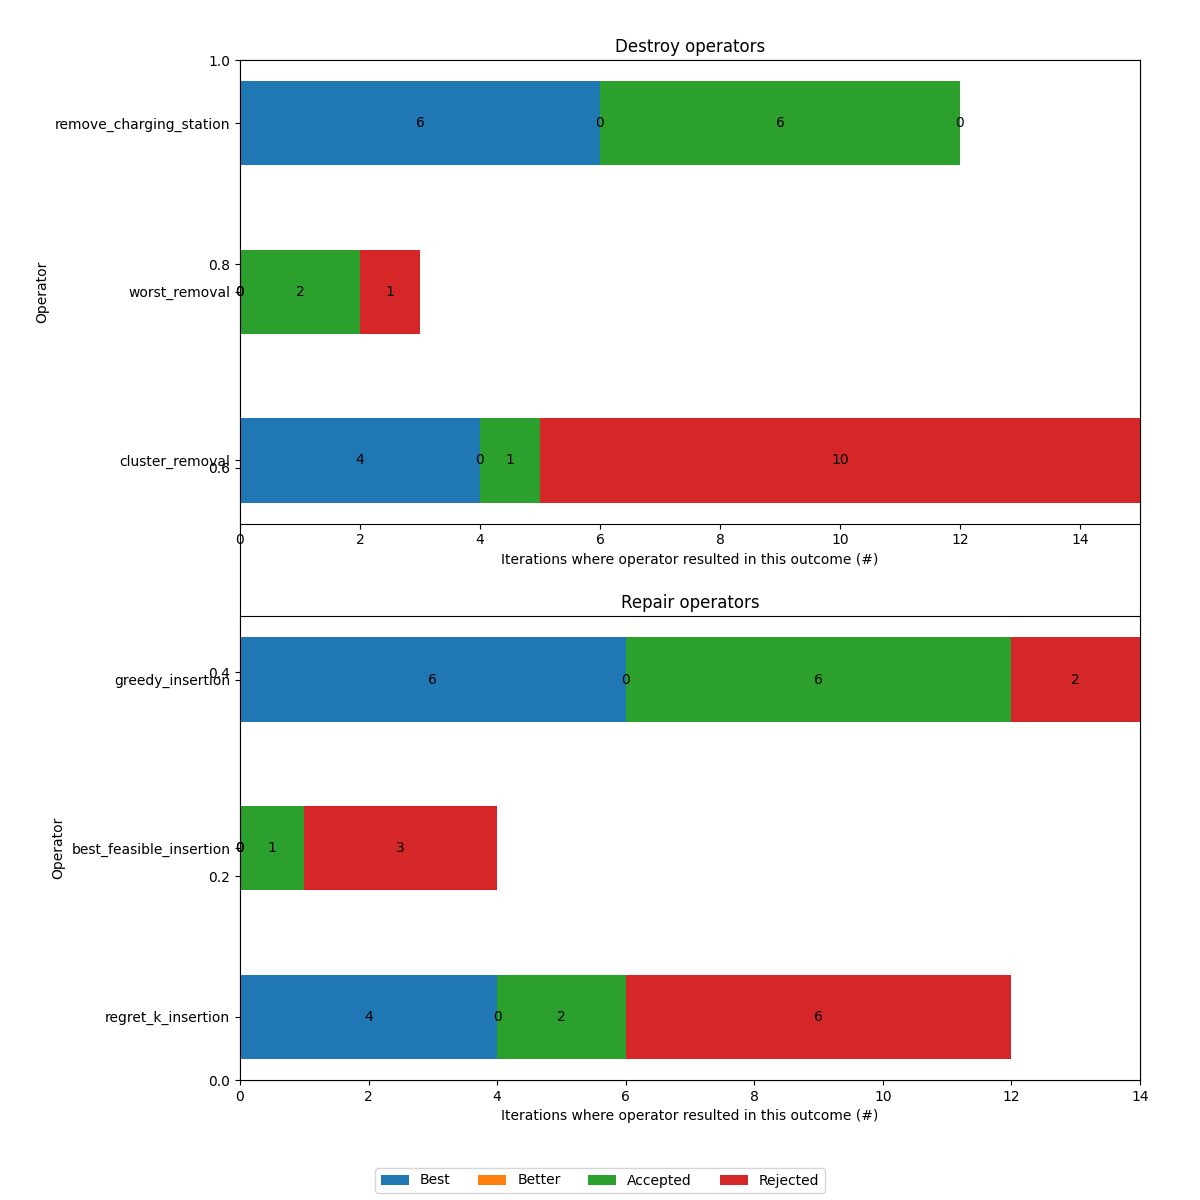 Destroy operators
1.0
remove_charging_station
6 0 6 0
0.8
worst_removal
0 2 1
Operator
cluster_removal
0.6
4 0 1 10
0 2 4 6 8 10 12 14
Iterations where operator resulted in this outcome (#)
Repair operators
0.4
greedy_insertion
6 0 6 2
best_feasible_insertion
0 1 3
Operator
0.2
regret_k_insertion
4 0 2 6
0.0
0 2 4 6 8 10 12 14
Iterations where operator resulted in this outcome (#)
Best Better Accepted Rejected